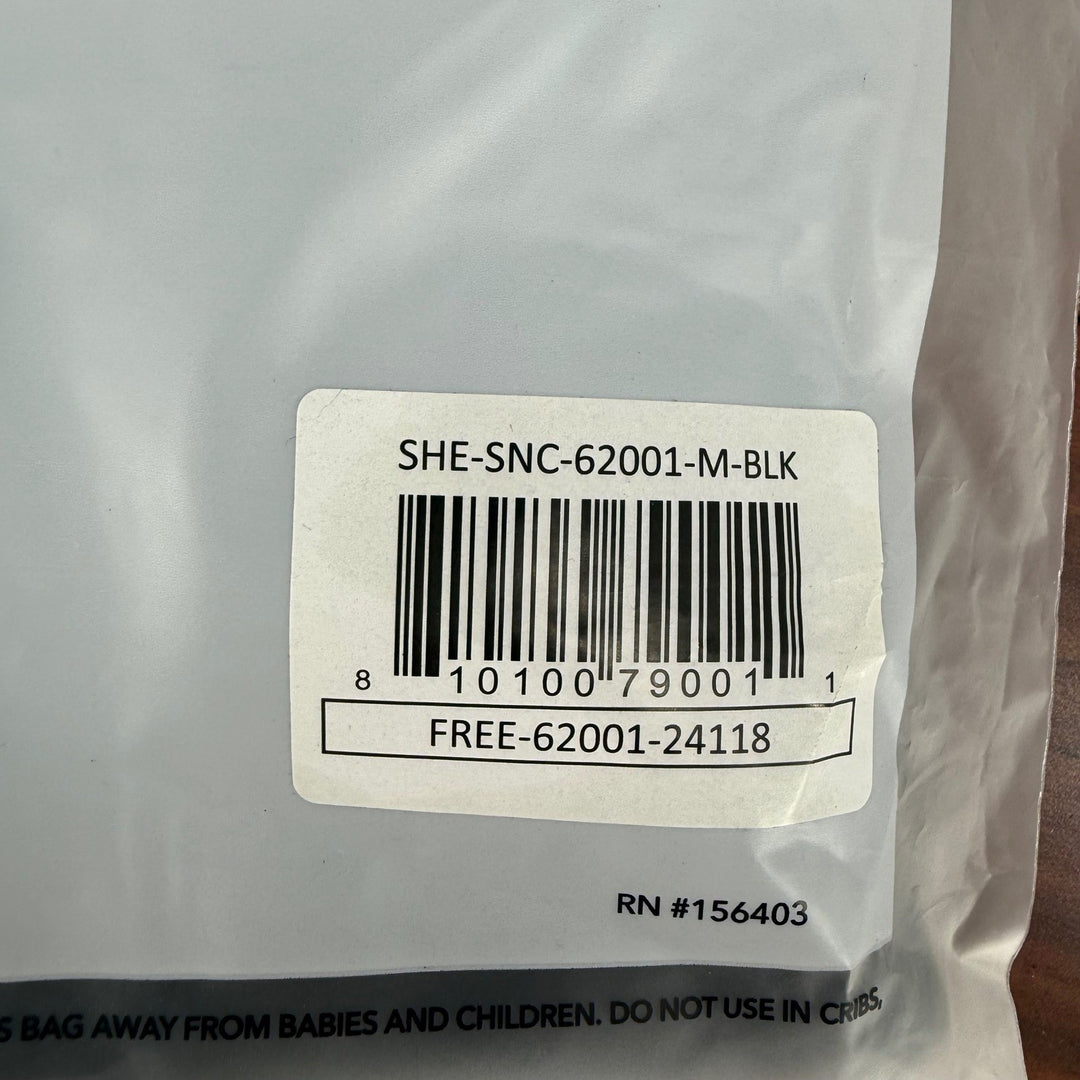 SHE-SNC-62001-M-BLK
8 10100 79001 1
FREE-62001-24118
RN #156403
BAG AWAY FROM BABIES AND CHILDREN. DO NOT USE IN CRIBS,